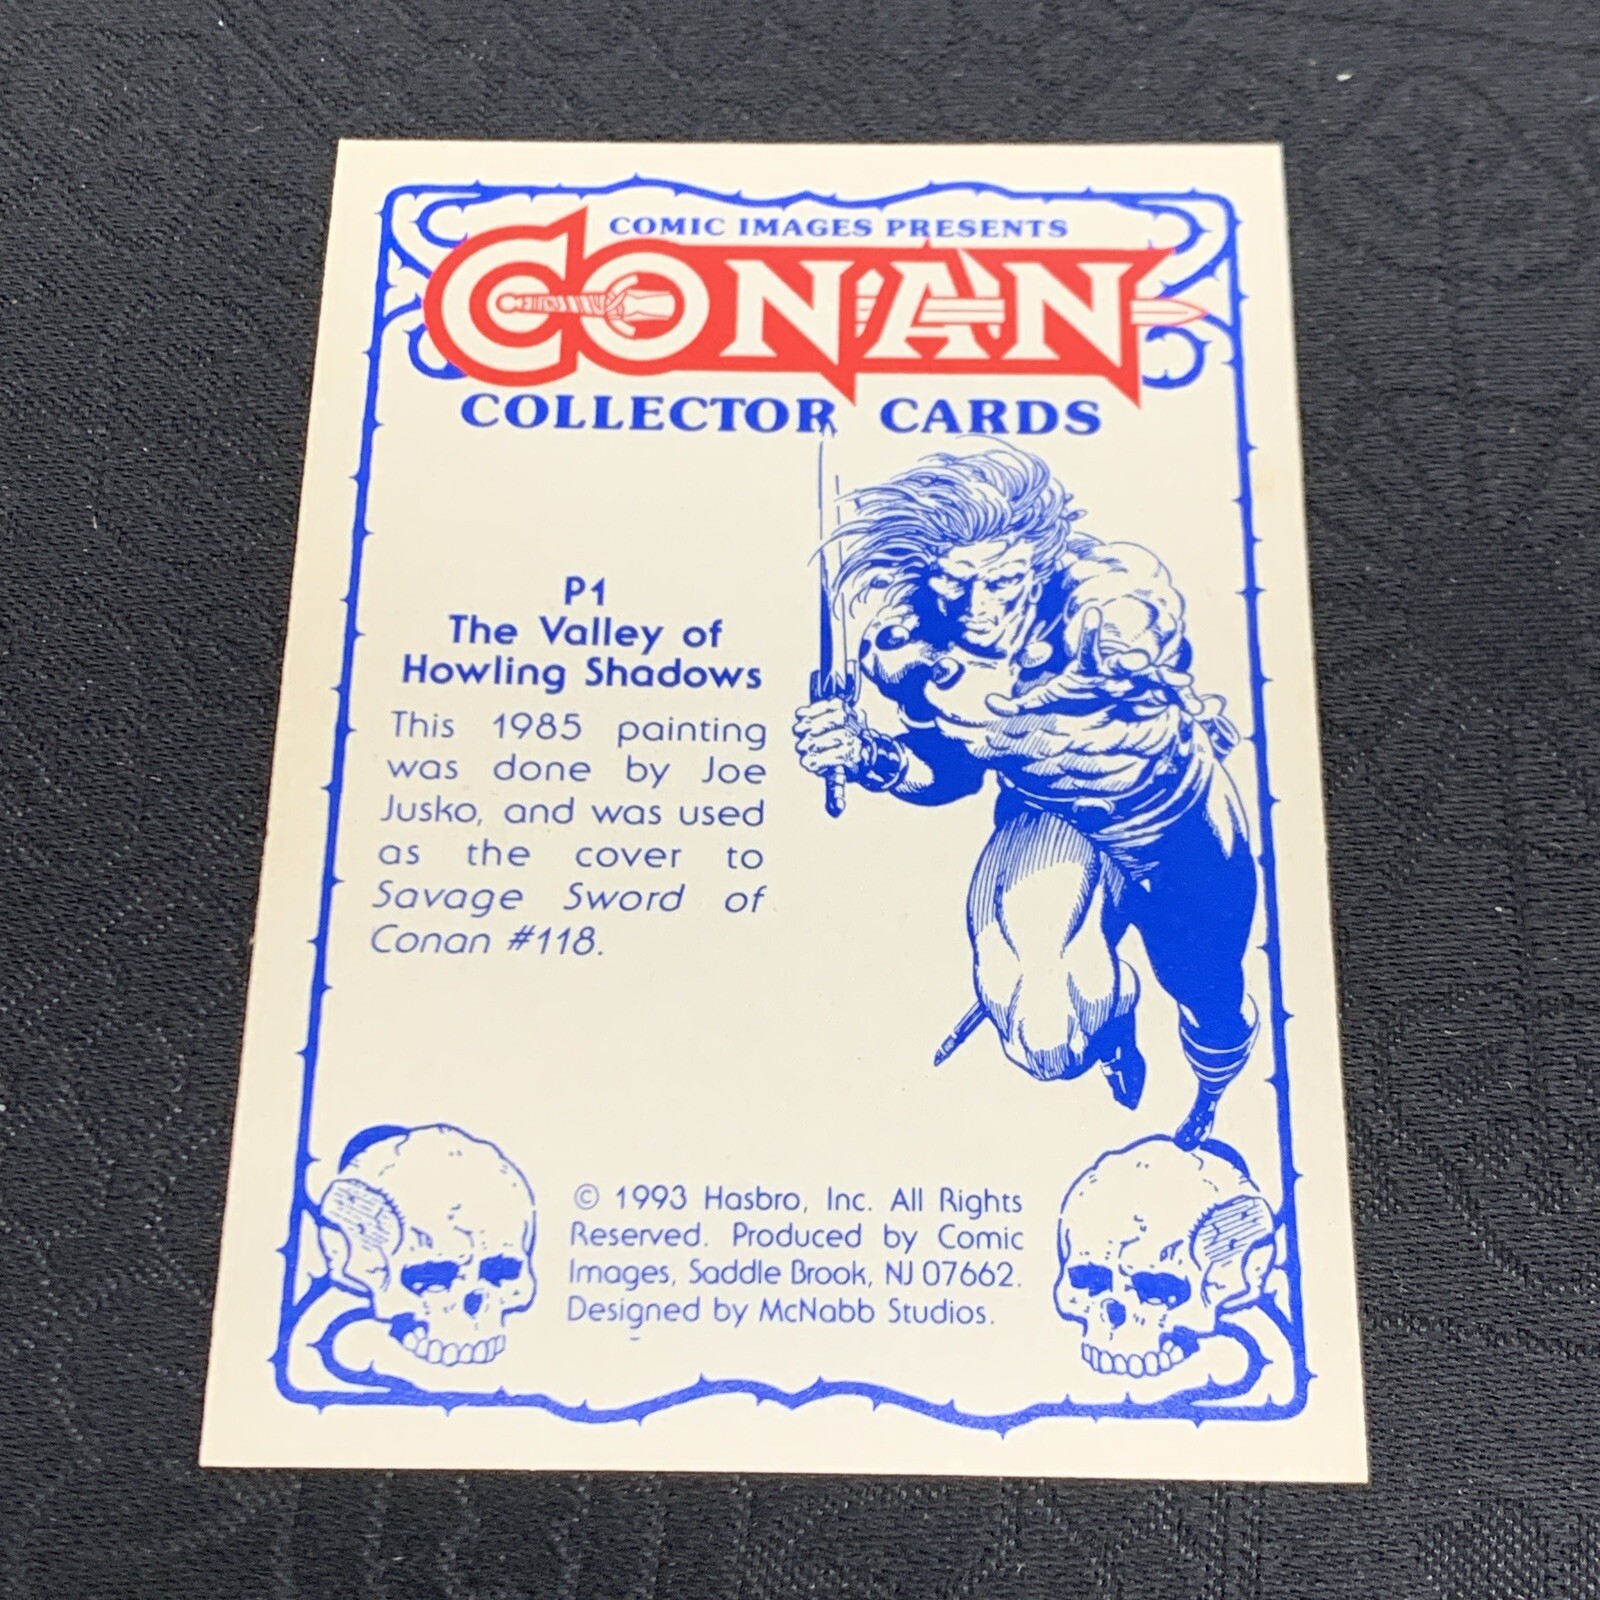 COMIC IMAGES PRESENTS
CONAN
COLLECTOR CARDS
P1
The Valley of
Howling Shadows
This 1985 painting
was done by Joe
Jusko, and was used
as the cover to
Savage Sword of
Conan #118.
© 1993 Hasbro, Inc. All Rights
Reserved. Produced by Comic
Images, Saddle Brook, NJ 07662.
Designed by McNabb Studios.